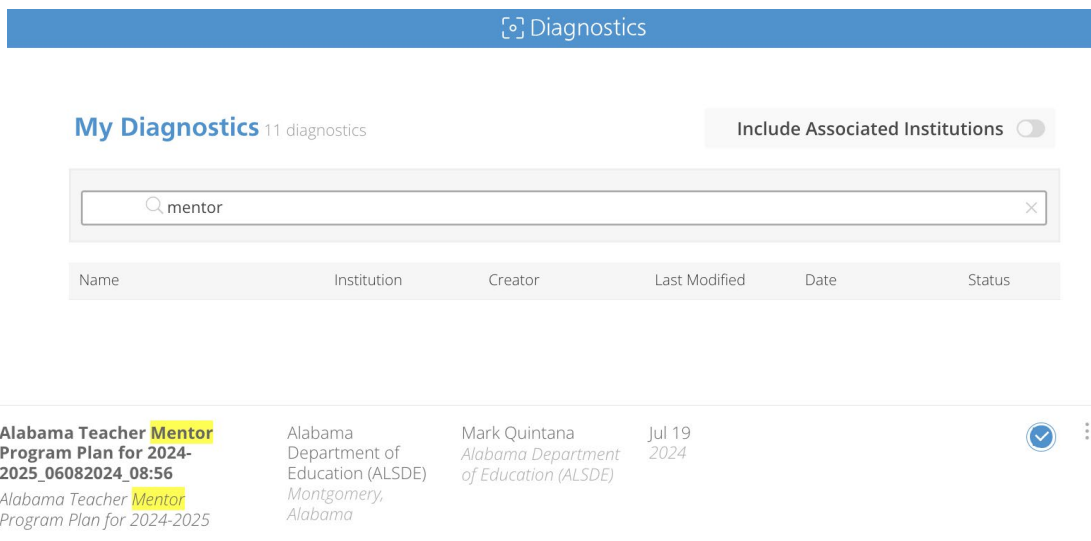 Diagnostics
My Diagnostics 11 diagnostics
Include Associated Institutions
mentor
Name Institution Creator Last Modified Date Status
Alabama Teacher Mentor
Program Plan for 2024-
2025_06082024_08:56
Alabama Teacher Mentor
Program Plan for 2024-2025
Alabama
Department of
Education (ALSDE)
Montgomery,
Alabama
Mark Quintana
Alabama Department
of Education (ALSDE)
Jul 19
2024